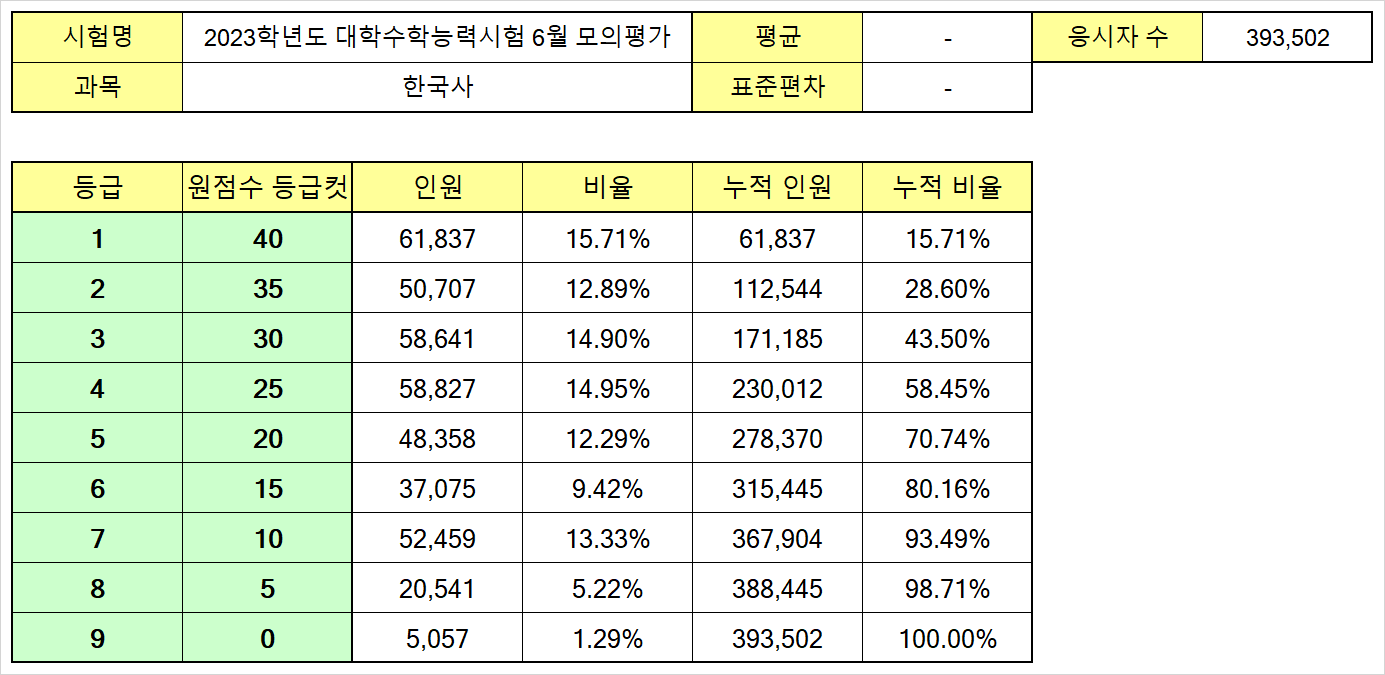 시험명 2023학년도 대학수학능력시험 6월 모의평가 평균 - 응시자 수 393,502
과목 한국사 표준편차 -
등급 원점수 등급컷 인원 비율 누적 인원 누적 비율
1 40 61,837 15.71% 61,837 15.71%
2 35 50,707 12.89% 112,544 28.60%
3 30 58,641 14.90% 171,185 43.50%
4 25 58,827 14.95% 230,012 58.45%
5 20 48,358 12.29% 278,370 70.74%
6 15 37,075 9.42% 315,445 80.16%
7 10 52,459 13.33% 367,904 93.49%
8 5 20,541 5.22% 388,445 98.71%
9 0 5,057 1.29% 393,502 100.00%